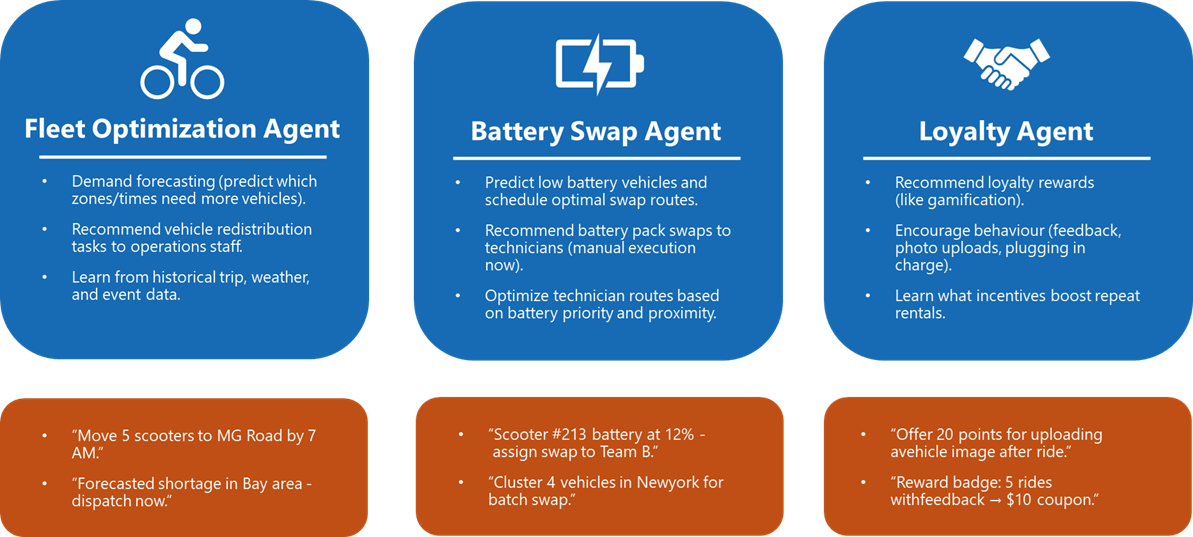 Fleet Optimization Agent
• Demand forecasting (predict which
zones/times need more vehicles).
• Recommend vehicle redistribution
tasks to operations staff.
• Learn from historical trip, weather,
and event data.
Battery Swap Agent
• Predict low battery vehicles and
schedule optimal swap routes.
• Recommend battery pack swaps to
technicians (manual execution
now).
• Optimize technician routes based
on battery priority and proximity.
Loyalty Agent
• Recommend loyalty rewards
(like gamification).
• Encourage behaviour (feedback,
photo uploads, plugging in
charge).
• Learn what incentives boost repeat
rentals.
• “Move 5 scooters to MG Road by 7
AM.”
• “Forecasted shortage in Bay area -
dispatch now.”
• “Scooter #213 battery at 12% -
assign swap to Team B.”
• “Cluster 4 vehicles in Newyork for
batch swap.”
• “Offer 20 points for uploading
avehicle image after ride.”
• “Reward badge: 5 rides
withfeedback → $10 coupon.”